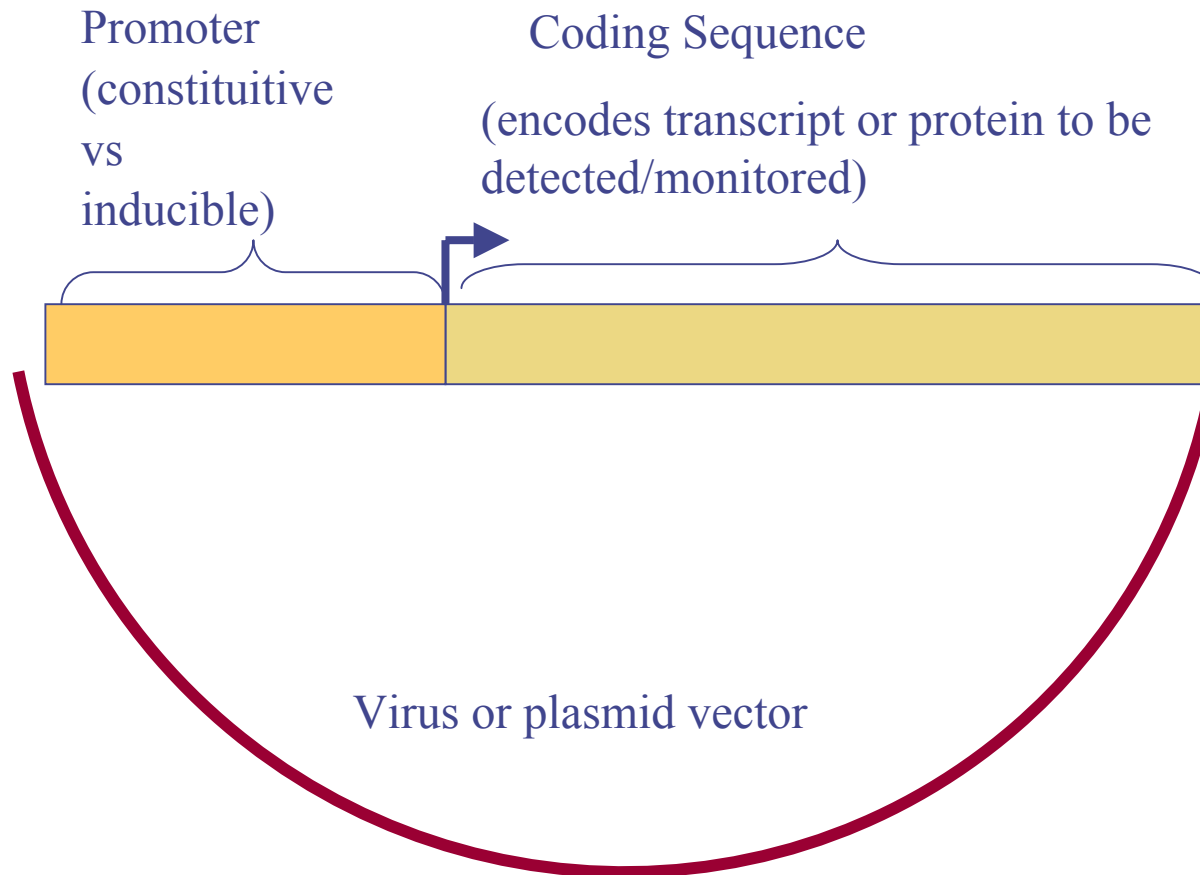 Promoter
(constituitive
vs
inducible)
Coding Sequence
(encodes transcript or protein to be
detected/monitored)
Virus or plasmid vector